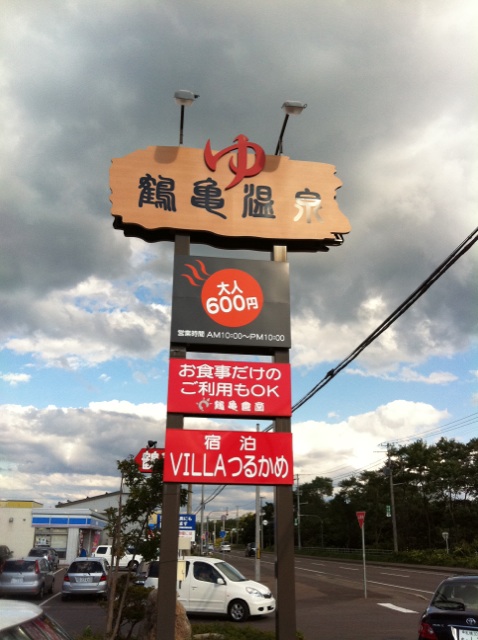 ゆ
鶴亀温泉
大人
600円
営業時間 AM10:00～PM10:00
お食事だけの
ご利用もOK
鶴亀食園
宿泊
VILLAつるかめ
鶴